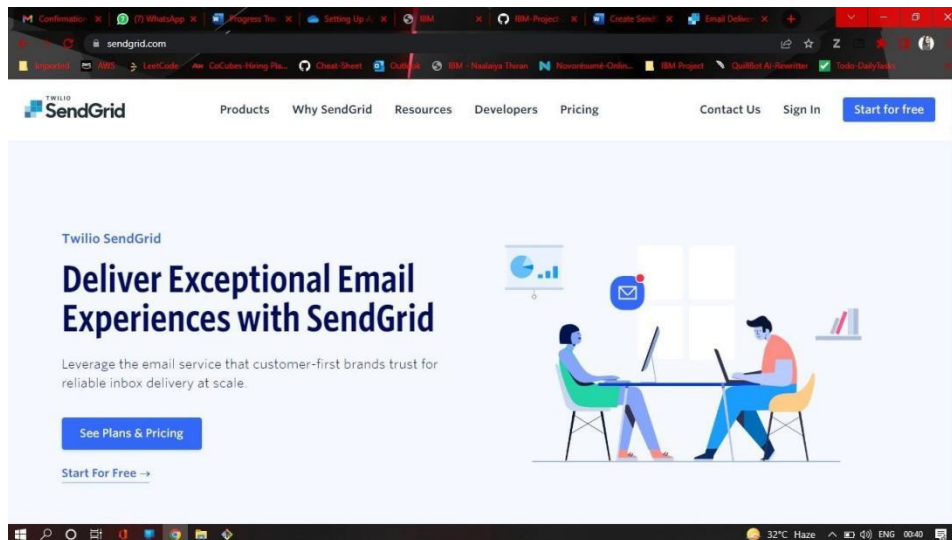 Confirmation
(7) WhatsApp
Progress Trac
Setting Up A
IBM
IBM-Project
Create Send
Email Deliver
sendgrid.com
AWS
LeetCode
CoCubes-Hiring Pla...
Cheat-Sheet
Outlook
IBM - Naalaiya Thiran
Novorésumé-Onlin...
IBM Project
QuillBot AI-Rewritter
Todo-DailyTasks
TWILIO
SendGrid
Products
Why SendGrid
Resources
Developers
Pricing
Contact Us
Sign In
Start for free
Twilio SendGrid
Deliver Exceptional Email
Experiences with SendGrid
Leverage the email service that customer-first brands trust for
reliable inbox delivery at scale.
See Plans & Pricing
Start For Free →
32°C Haze
ENG
00:40